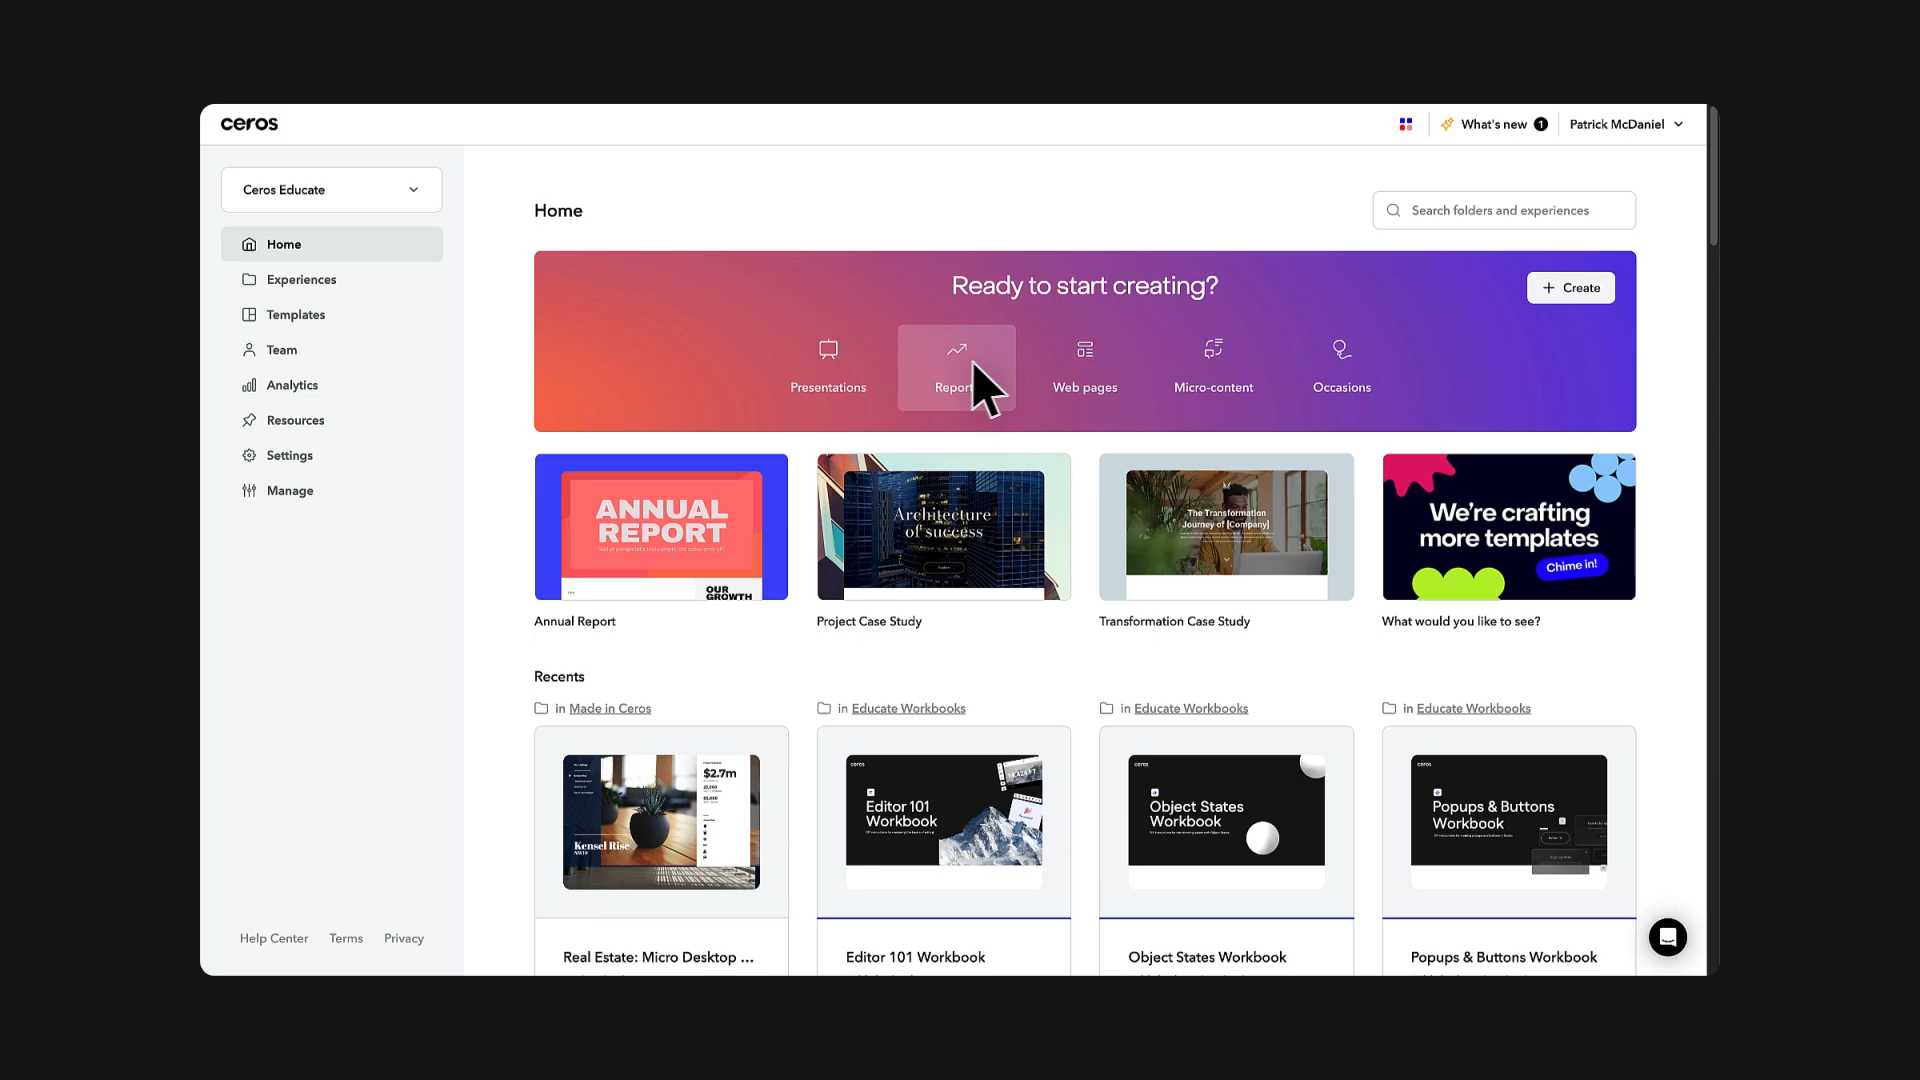 ceros
What's new 1
Patrick McDaniel
Ceros Educate
Home
Experiences
Templates
Team
Analytics
Resources
Settings
Manage
Help Center
Terms
Privacy
Home
Search folders and experiences
Ready to start creating?
Create
Presentations
Report
Web pages
Micro-content
Occasions
ANNUAL
REPORT
OUR
GROWTH
Architecture
of success
The Transformation
Journey of [Company]
We're crafting
more templates
Chime in!
Annual Report
Project Case Study
Transformation Case Study
What would you like to see?
Recents
in Made in Ceros
in Educate Workbooks
in Educate Workbooks
in Educate Workbooks
$2.7m
Kensel Rise
ceros
Editor 101
Workbook
ceros
Object States
Workbook
ceros
Popups & Buttons
Workbook
Real Estate: Micro Desktop ...
Editor 101 Workbook
Object States Workbook
Popups & Buttons Workbook